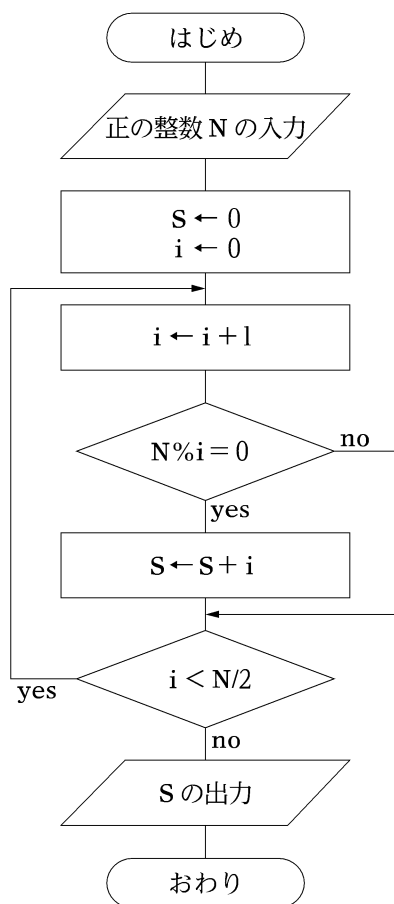 はじめ
正の整数 N の入力
S ← 0
i ← 0
i ← i + 1
N%i = 0
no
yes
S ← S + i
i < N/2
yes
no
S の出力
おわり